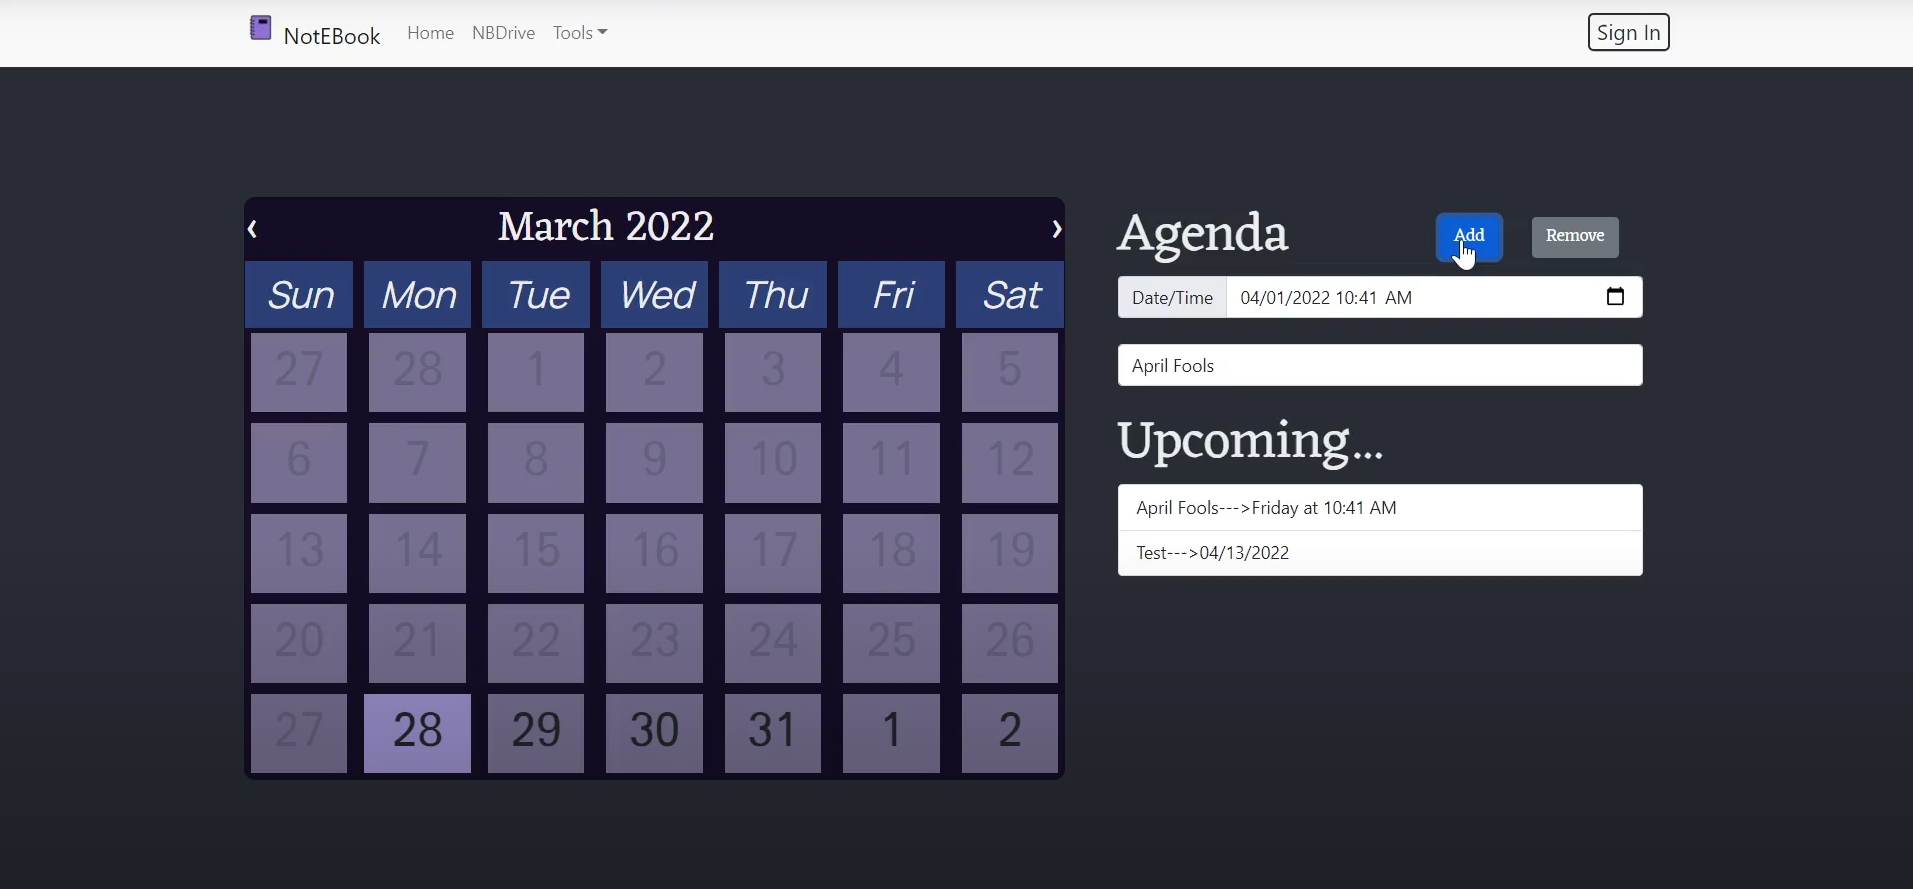 NotEBook Home NBDrive Tools Sign In
March 2022
Sun Mon Tue Wed Thu Fri Sat
27 28 1 2 3 4 5
6 7 8 9 10 11 12
13 14 15 16 17 18 19
20 21 22 23 24 25 26
27 28 29 30 31 1 2
Agenda Add Remove
Date/Time 04/01/2022 10:41 AM
April Fools
Upcoming...
April Fools--->Friday at 10:41 AM
Test--->04/13/2022